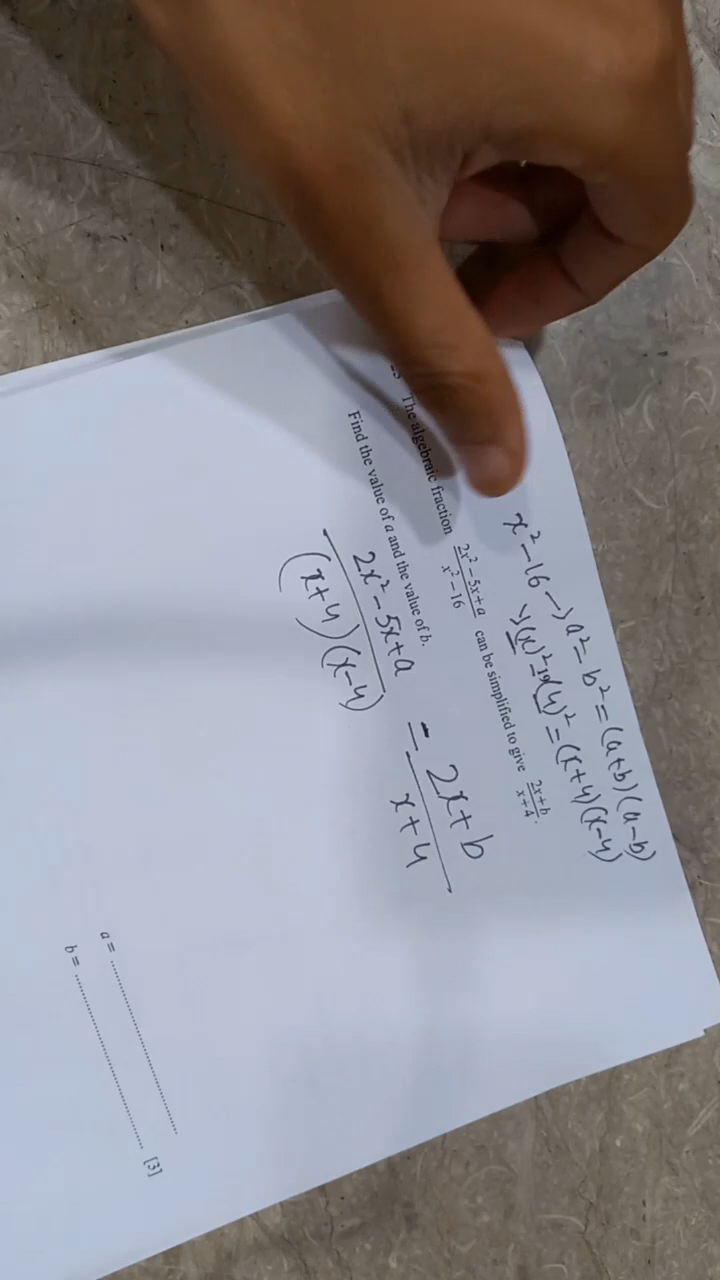 x² - 16 → a² - b² = (a+b)(a-b)
↘ (x)² - (4)² = (x+4)(x-4)
The algebraic fraction 2x² - 5x + a / x² - 16 can be simplified to give 2x + b / x + 4 .
Find the value of a and the value of b.
2x² - 5x + a / (x+4)(x-4) = 2x + b / x + 4
a = ..............................
b = .............................. [3]